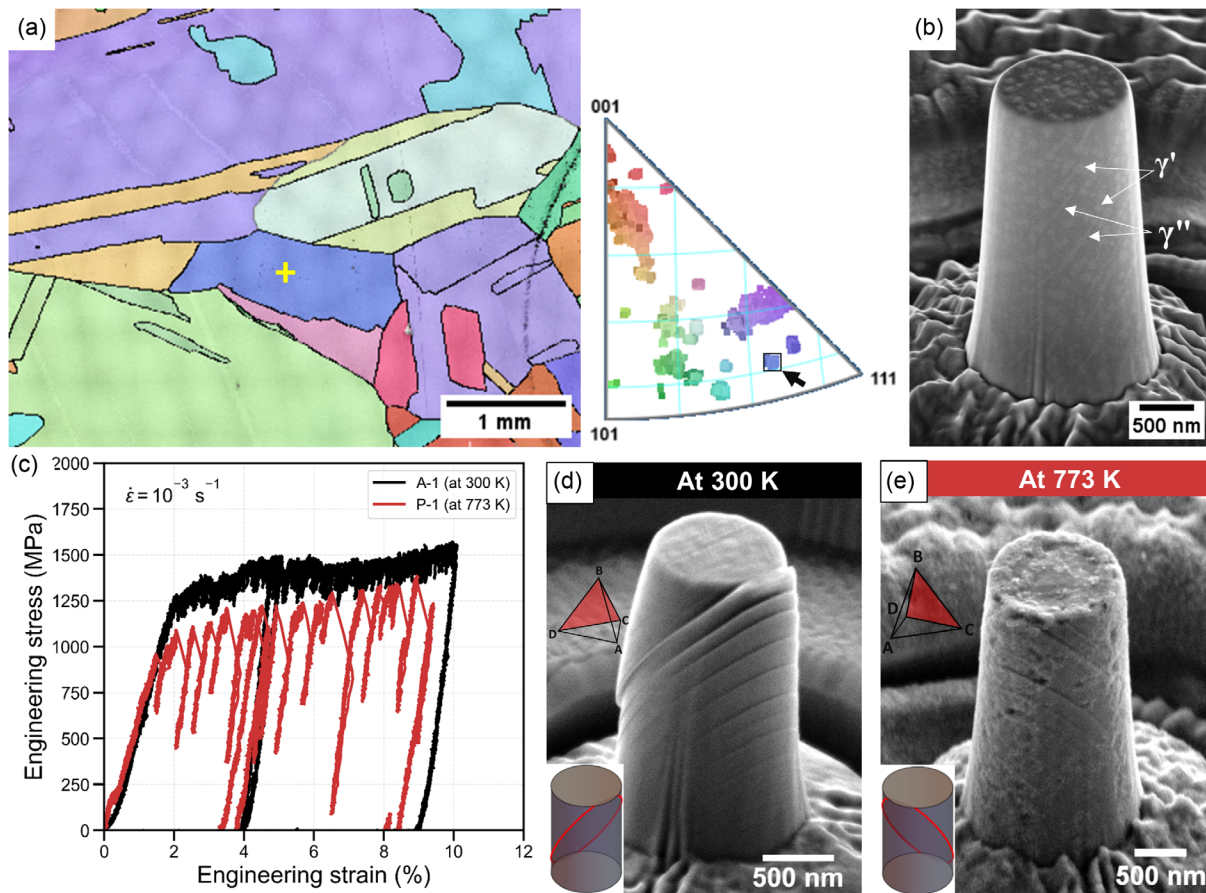 (a)
1 mm
001
101
111
(b)
γ'
γ''
500 nm
(c)
Engineering stress (MPa)
2000
1750
1500
1250
1000
750
500
250
0
ε̇ = 10⁻³ s⁻¹
A-1 (at 300 K)
P-1 (at 773 K)
0 2 4 6 8 10 12
Engineering strain (%)
(d)
At 300 K
B
D
C
A
500 nm
(e)
At 773 K
B
D
A
C
500 nm